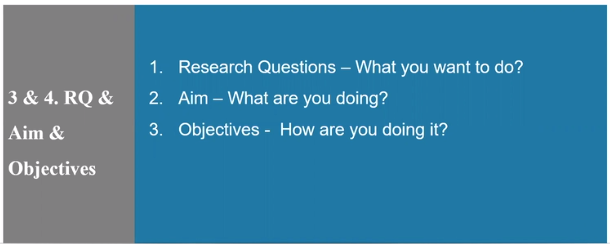 3 & 4. RQ &
Aim &
Objectives
1. Research Questions – What you want to do?
2. Aim – What are you doing?
3. Objectives - How are you doing it?